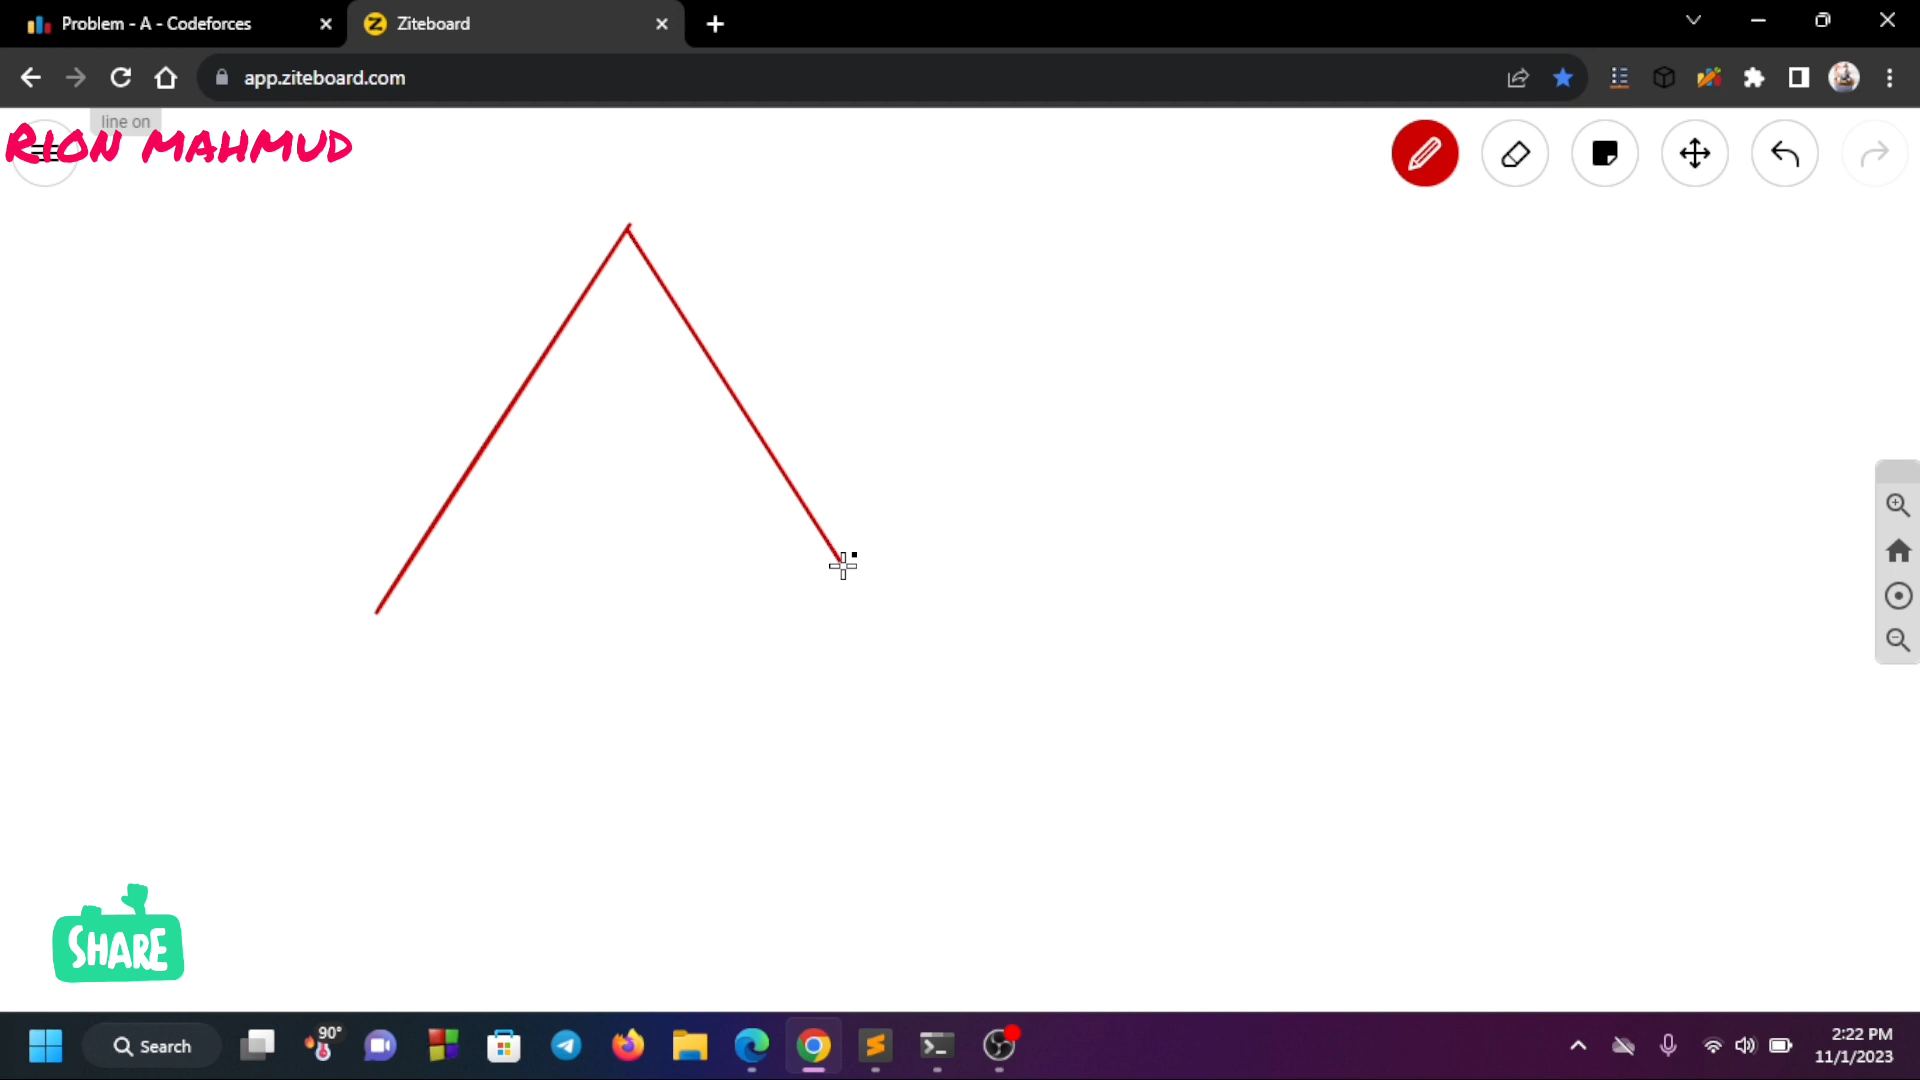 Problem - A - Codeforces
Ziteboard
app.ziteboard.com
line on
RION MAHMUD
SHARE
Search
90°
2:22 PM
11/1/2023